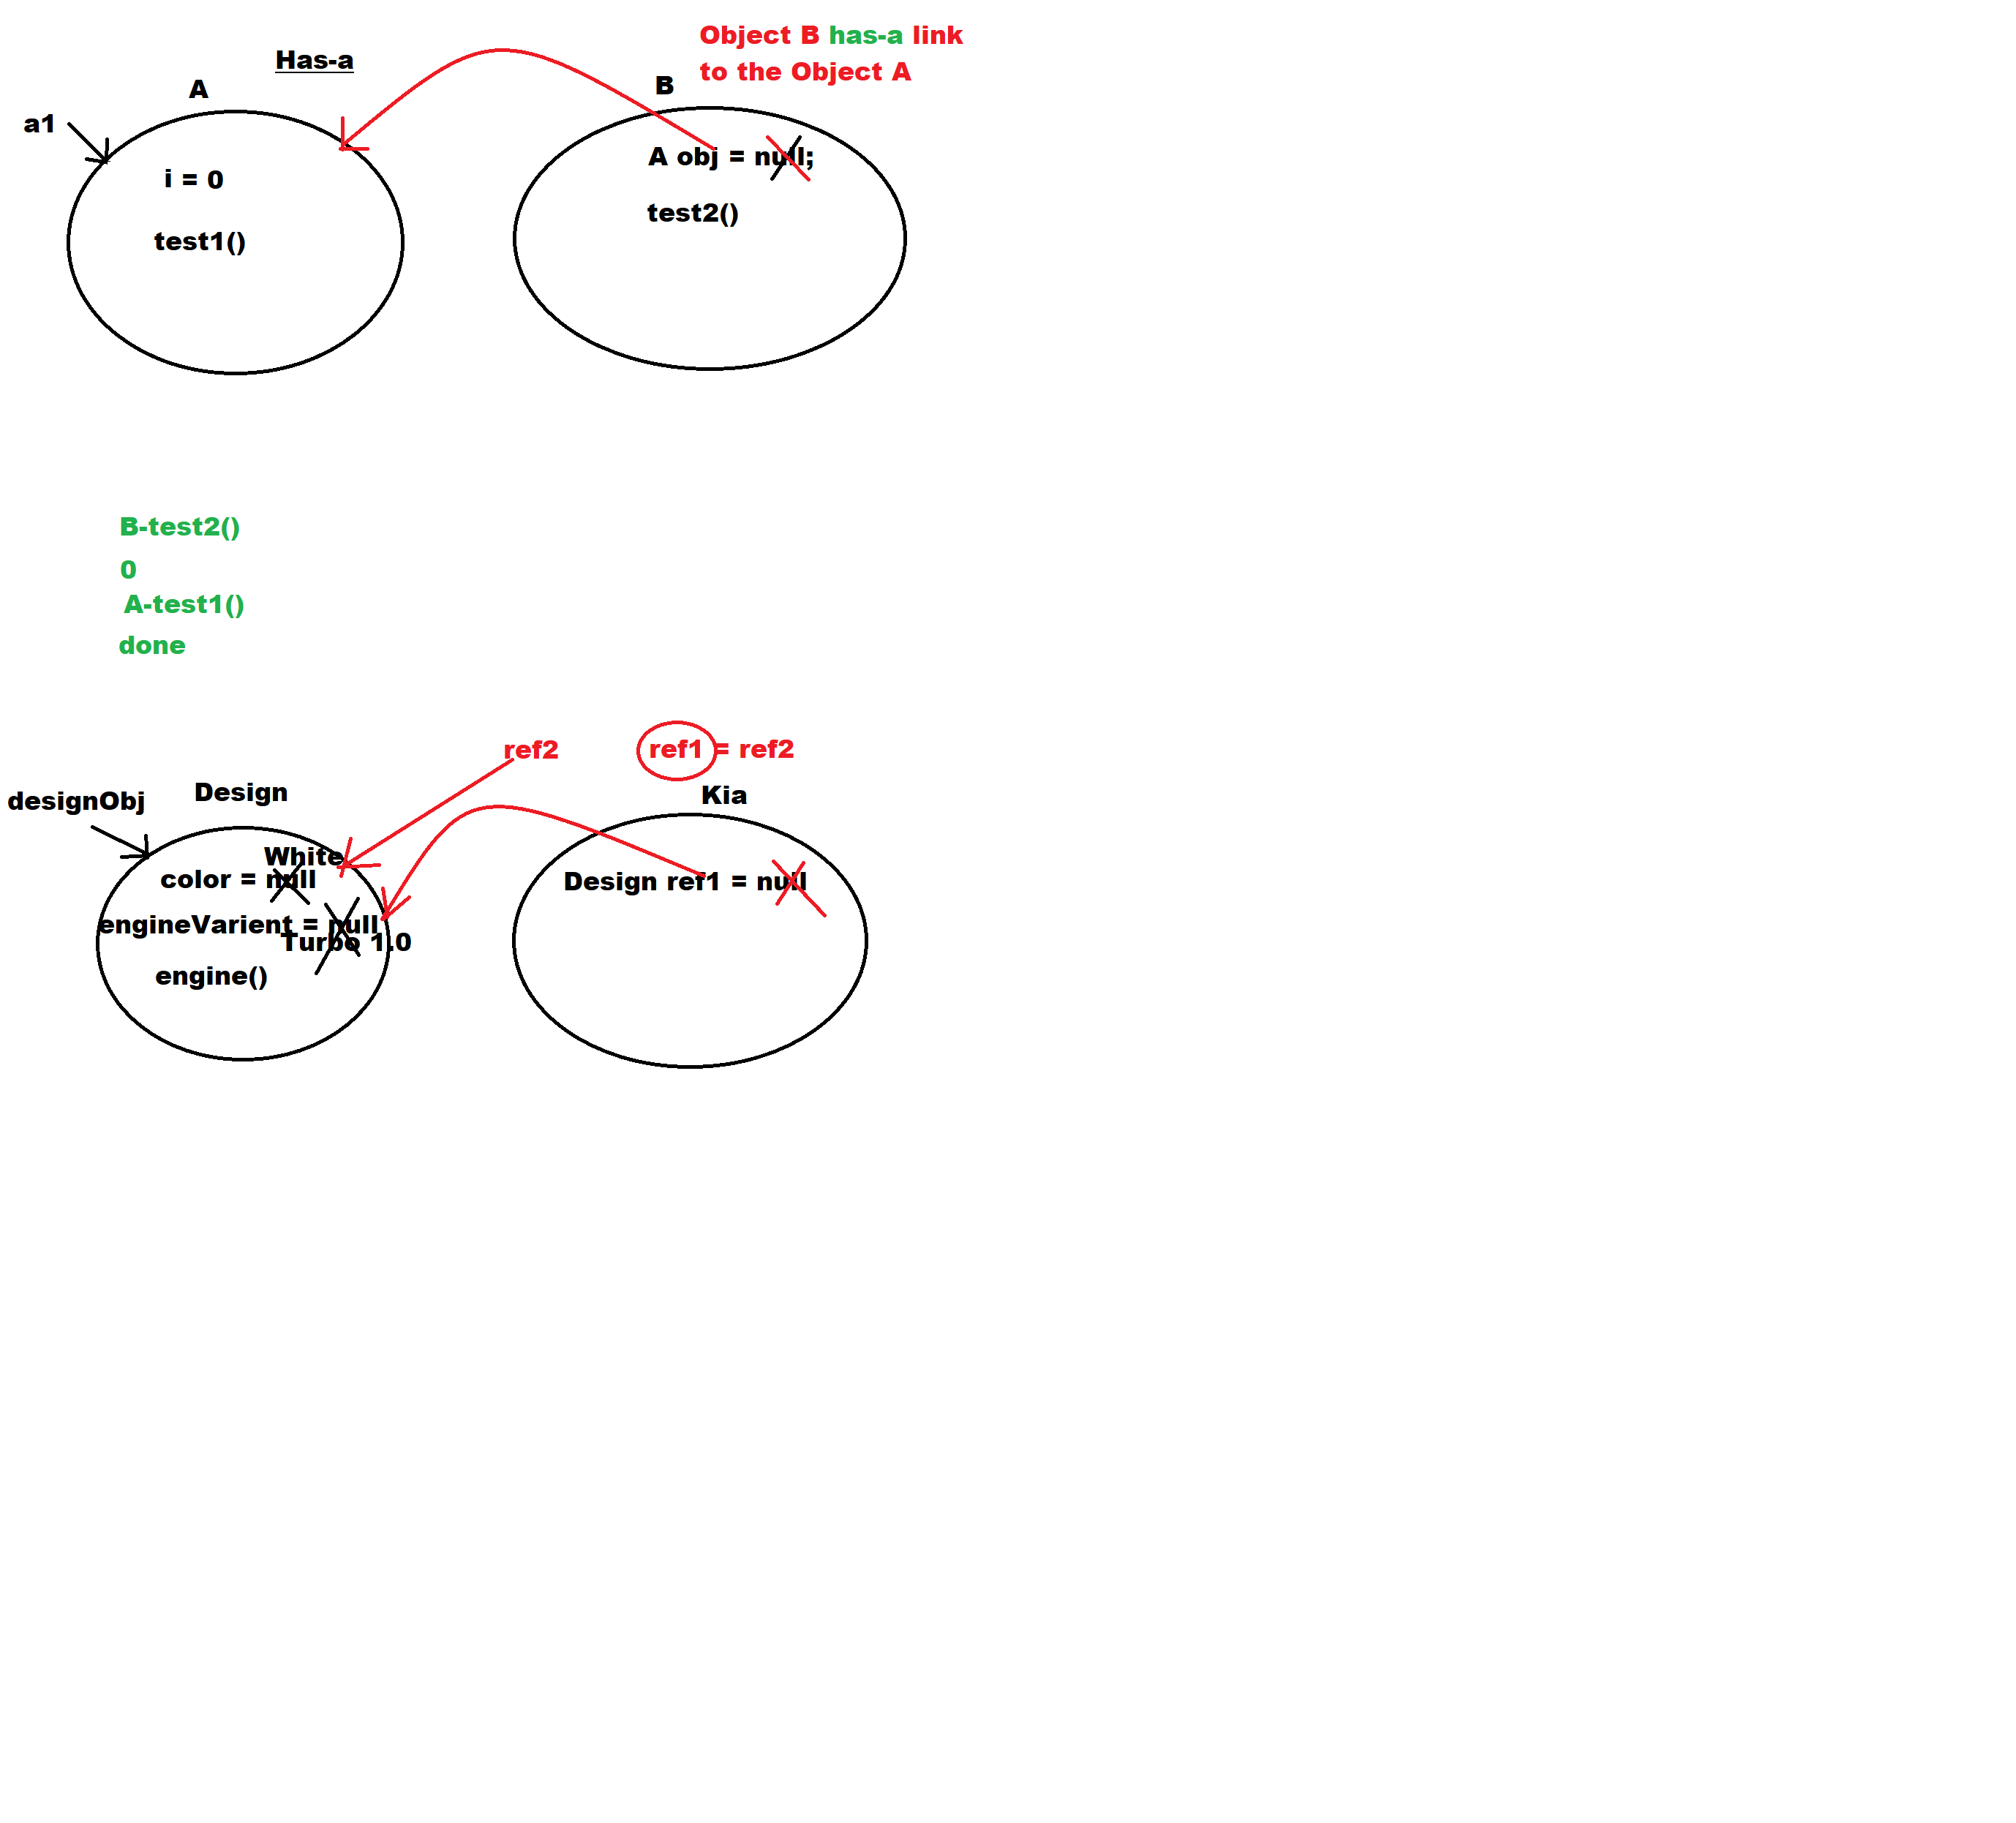 Object B has-a link
to the Object A
Has-a
A
B
a1
i = 0
test1()
A obj = null;
test2()
B-test2()
0
A-test1()
done
ref2
ref1 = ref2
designObj
Design
Kia
White
color = null
engineVarient = null
Turbo 1.0
engine()
Design ref1 = null